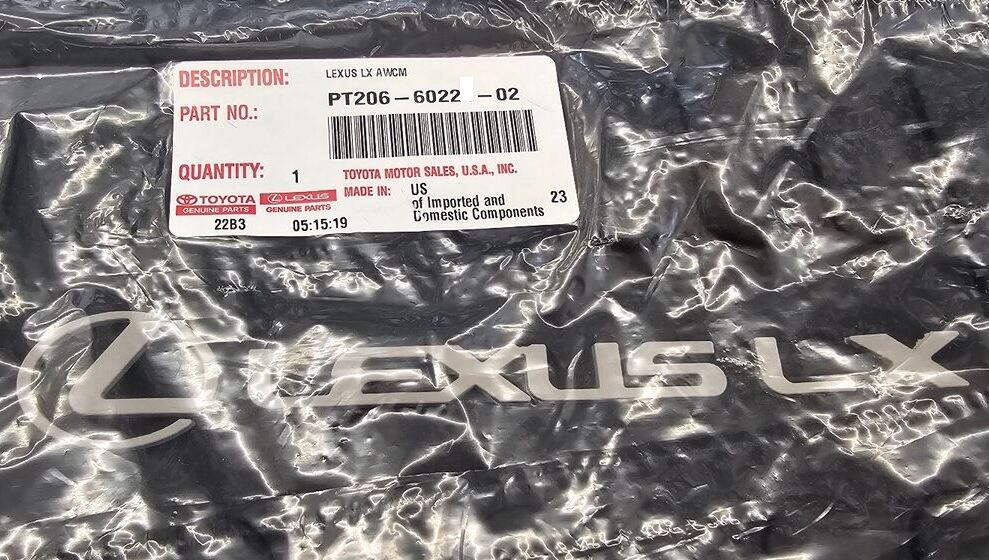 DESCRIPTION: LEXUS LX AWCM
PART NO.: PT206-6022 -02
QUANTITY: 1
TOYOTA MOTOR SALES, U.S.A., INC.
MADE IN: US
of Imported and
Domestic Components 23
TOYOTA LEXUS
GENUINE PARTS GENUINE PARTS
22B3 05:15:19
LEXUS LX